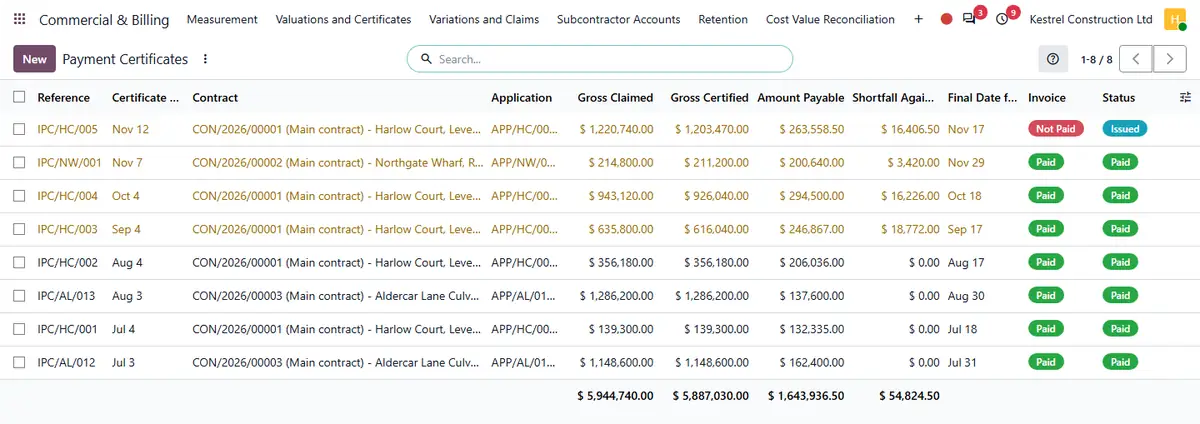 Commercial & Billing Measurement Valuations and Certificates Variations and Claims Subcontractor Accounts Retention Cost Value Reconciliation + 3 9 Kestrel Construction Ltd H
New Payment Certificates Search... 1-8 / 8
Reference Certificate ... Contract Application Gross Claimed Gross Certified Amount Payable Shortfall Agai... Final Date f... Invoice Status
IPC/HC/005 Nov 12 CON/2026/00001 (Main contract) - Harlow Court, Leve... APP/HC/00... $ 1,220,740.00 $ 1,203,470.00 $ 263,558.50 $ 16,406.50 Nov 17 Not Paid Issued
IPC/NW/001 Nov 7 CON/2026/00002 (Main contract) - Northgate Wharf, R... APP/NW/0... $ 214,800.00 $ 211,200.00 $ 200,640.00 $ 3,420.00 Nov 29 Paid Paid
IPC/HC/004 Oct 4 CON/2026/00001 (Main contract) - Harlow Court, Leve... APP/HC/00... $ 943,120.00 $ 926,040.00 $ 294,500.00 $ 16,226.00 Oct 18 Paid Paid
IPC/HC/003 Sep 4 CON/2026/00001 (Main contract) - Harlow Court, Leve... APP/HC/00... $ 635,800.00 $ 616,040.00 $ 246,867.00 $ 18,772.00 Sep 17 Paid Paid
IPC/HC/002 Aug 4 CON/2026/00001 (Main contract) - Harlow Court, Leve... APP/HC/00... $ 356,180.00 $ 356,180.00 $ 206,036.00 $ 0.00 Aug 17 Paid Paid
IPC/AL/013 Aug 3 CON/2026/00003 (Main contract) - Aldercar Lane Culv... APP/AL/01... $ 1,286,200.00 $ 1,286,200.00 $ 137,600.00 $ 0.00 Aug 30 Paid Paid
IPC/HC/001 Jul 4 CON/2026/00001 (Main contract) - Harlow Court, Leve... APP/HC/00... $ 139,300.00 $ 139,300.00 $ 132,335.00 $ 0.00 Jul 18 Paid Paid
IPC/AL/012 Jul 3 CON/2026/00003 (Main contract) - Aldercar Lane Culv... APP/AL/01... $ 1,148,600.00 $ 1,148,600.00 $ 162,400.00 $ 0.00 Jul 31 Paid Paid
$ 5,944,740.00 $ 5,887,030.00 $ 1,643,936.50 $ 54,824.50